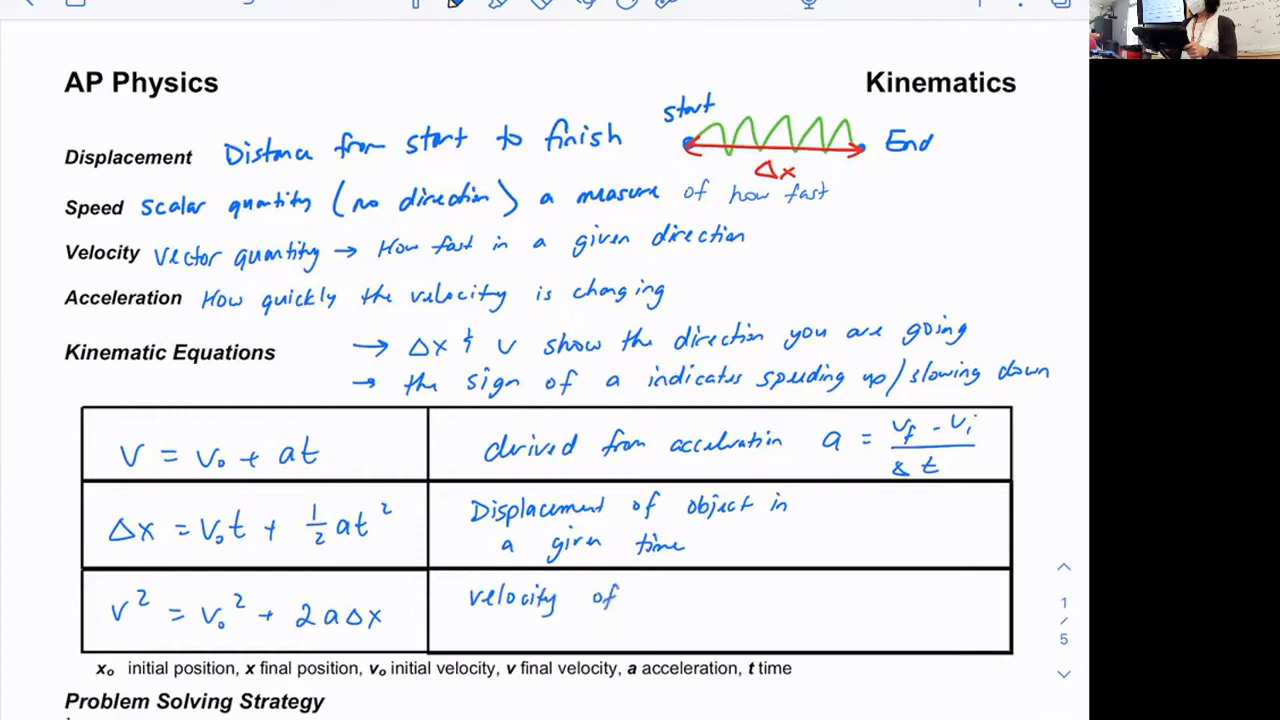 AP Physics Kinematics
start
Displacement Distance from start to finish End
Δx
Speed scalar quantity (no direction) a measure of how fast
Velocity vector quantity → How fast in a given direction
Acceleration How quickly the velocity is changing
Kinematic Equations → Δx & v show the direction you are going
→ the sign of a indicates speeding up/slowing down
v = v₀ + at derived from acceleration a = (v_f - v_i) / Δt
Δx = v₀t + ½at² Displacement of object in
a given time
v² = v₀² + 2aΔx velocity of
1
/
5
x₀ initial position, x final position, v₀ initial velocity, v final velocity, a acceleration, t time
Problem Solving Strategy